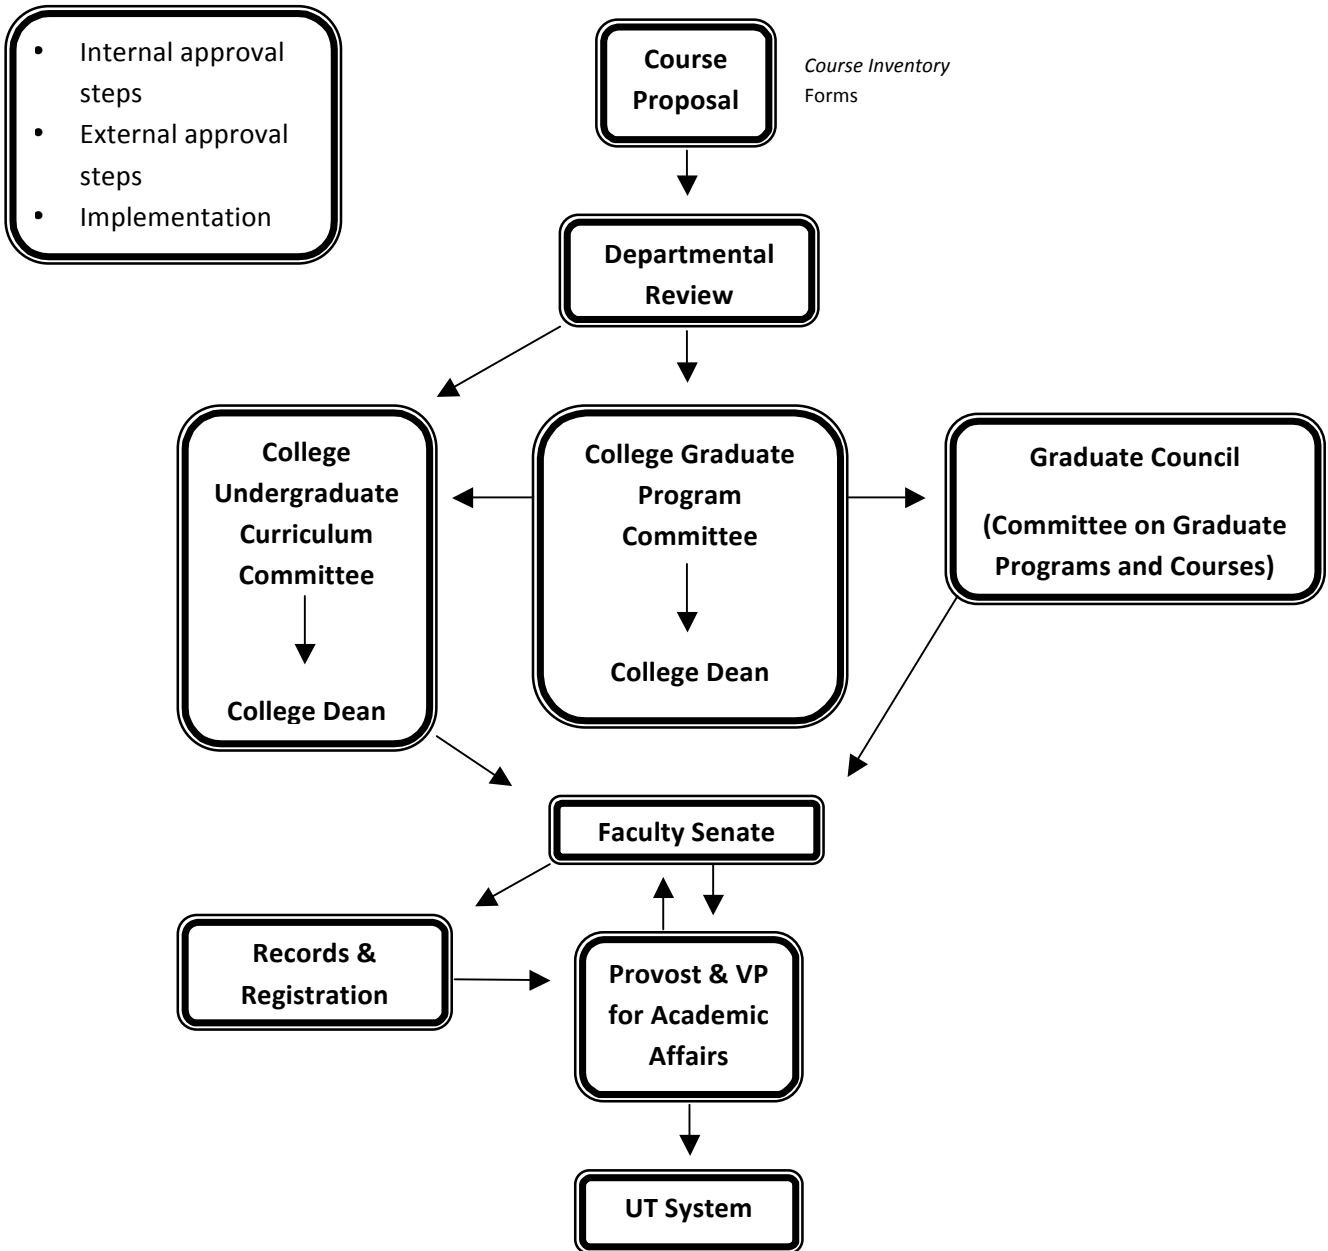 • Internal approval
steps
• External approval
steps
• Implementation
Course
Proposal
Course Inventory
Forms
Departmental
Review
College
Undergraduate
Curriculum
Committee
College Dean
College Graduate
Program
Committee
College Dean
Graduate Council
(Committee on Graduate
Programs and Courses)
Faculty Senate
Records &
Registration
Provost & VP
for Academic
Affairs
UT System